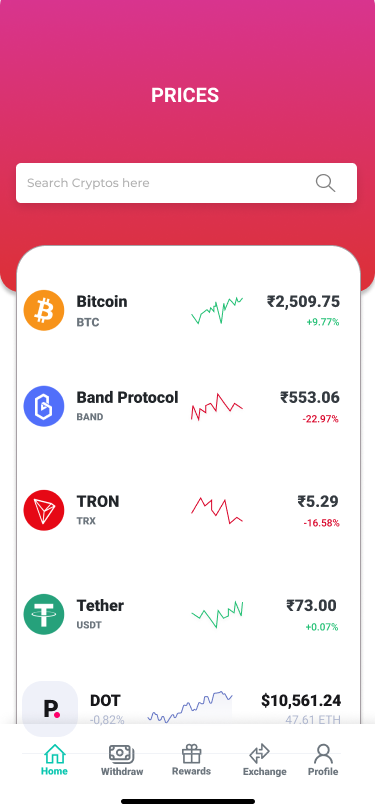 PRICES
Search Cryptos here
Bitcoin ₹2,509.75
BTC +9.77%
Band Protocol ₹553.06
BAND -22.97%
TRON ₹5.29
TRX -16.58%
Tether ₹73.00
USDT +0.07%
P. DOT $10,561.24
-0,82% 47.61 ETH
Home Withdraw Rewards Exchange Profile